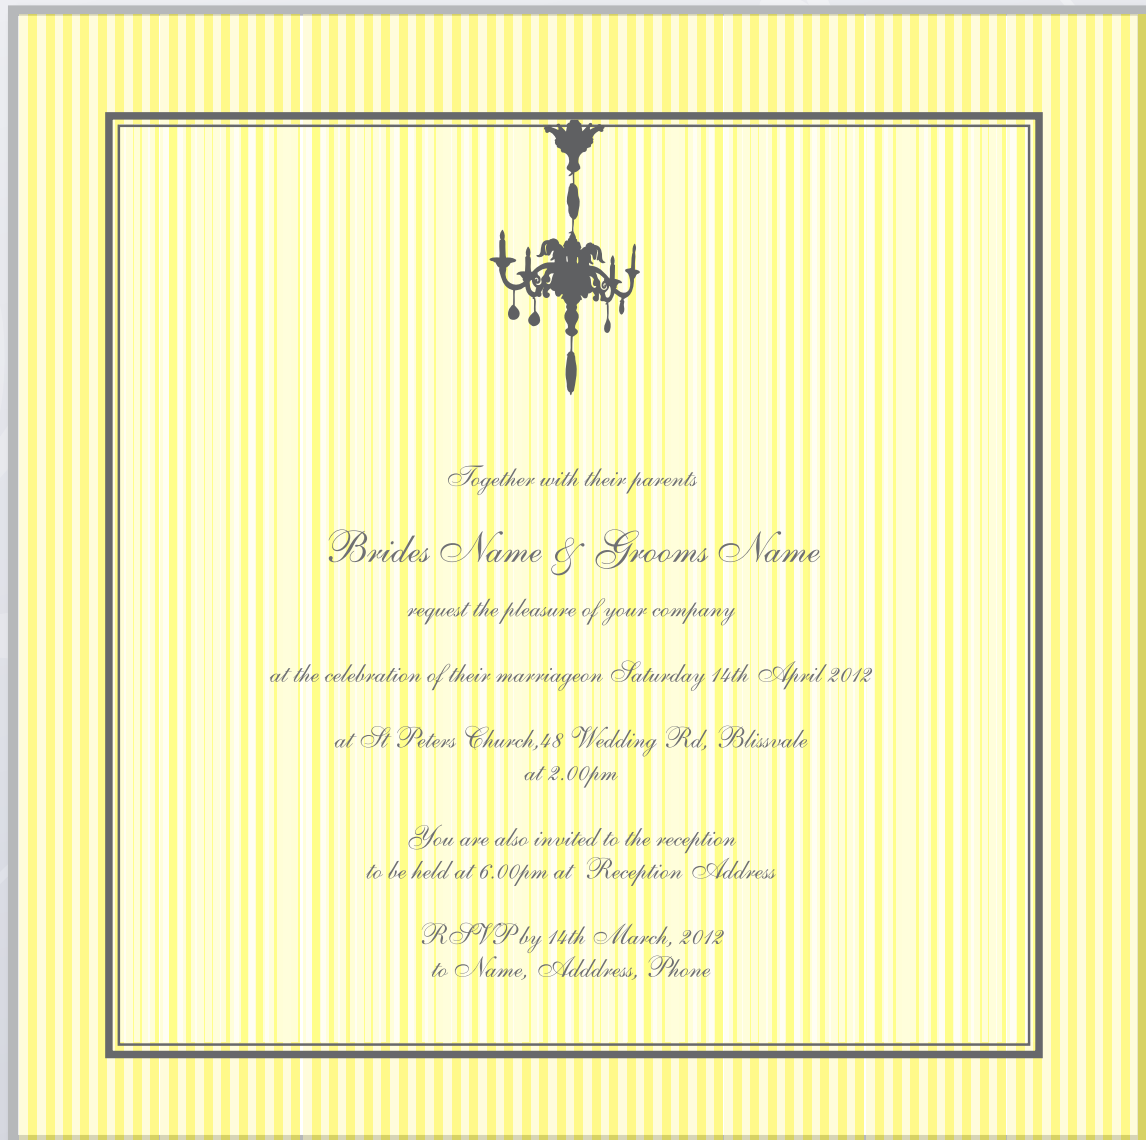 Together with their parents
Brides Name & Grooms Name
request the pleasure of your company
at the celebration of their marriageon Saturday 14th April 2012
at St Peters Church,48 Wedding Rd, Blissvale
at 2.00pm
You are also invited to the reception
to be held at 6.00pm at Reception Address
RSVP by 14th March, 2012
to Name, Adddress, Phone